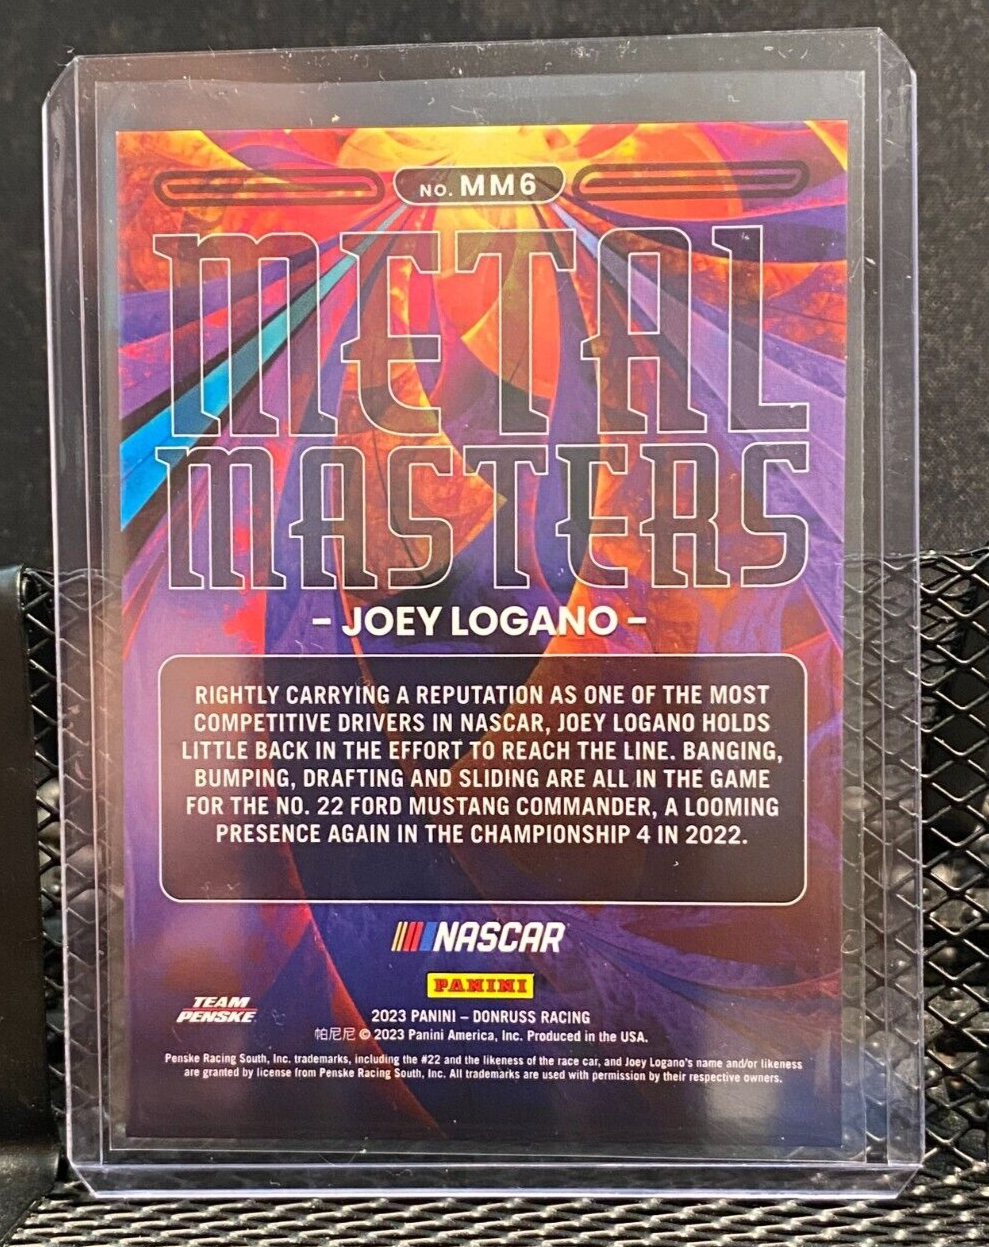 NO. MM6
METAL
MASTERS
- JOEY LOGANO -
RIGHTLY CARRYING A REPUTATION AS ONE OF THE MOST
COMPETITIVE DRIVERS IN NASCAR, JOEY LOGANO HOLDS
LITTLE BACK IN THE EFFORT TO REACH THE LINE. BANGING,
BUMPING, DRAFTING AND SLIDING ARE ALL IN THE GAME
FOR THE NO. 22 FORD MUSTANG COMMANDER, A LOOMING
PRESENCE AGAIN IN THE CHAMPIONSHIP 4 IN 2022.
NASCAR
PANINI
TEAM
PENSKE
2023 PANINI – DONRUSS RACING
帕尼尼 © 2023 Panini America, Inc. Produced in the USA.
Penske Racing South, Inc. trademarks, including the #22 and the likeness of the race car, and Joey Logano's name and/or likeness
are granted by license from Penske Racing South, Inc. All trademarks are used with permission by their respective owners.